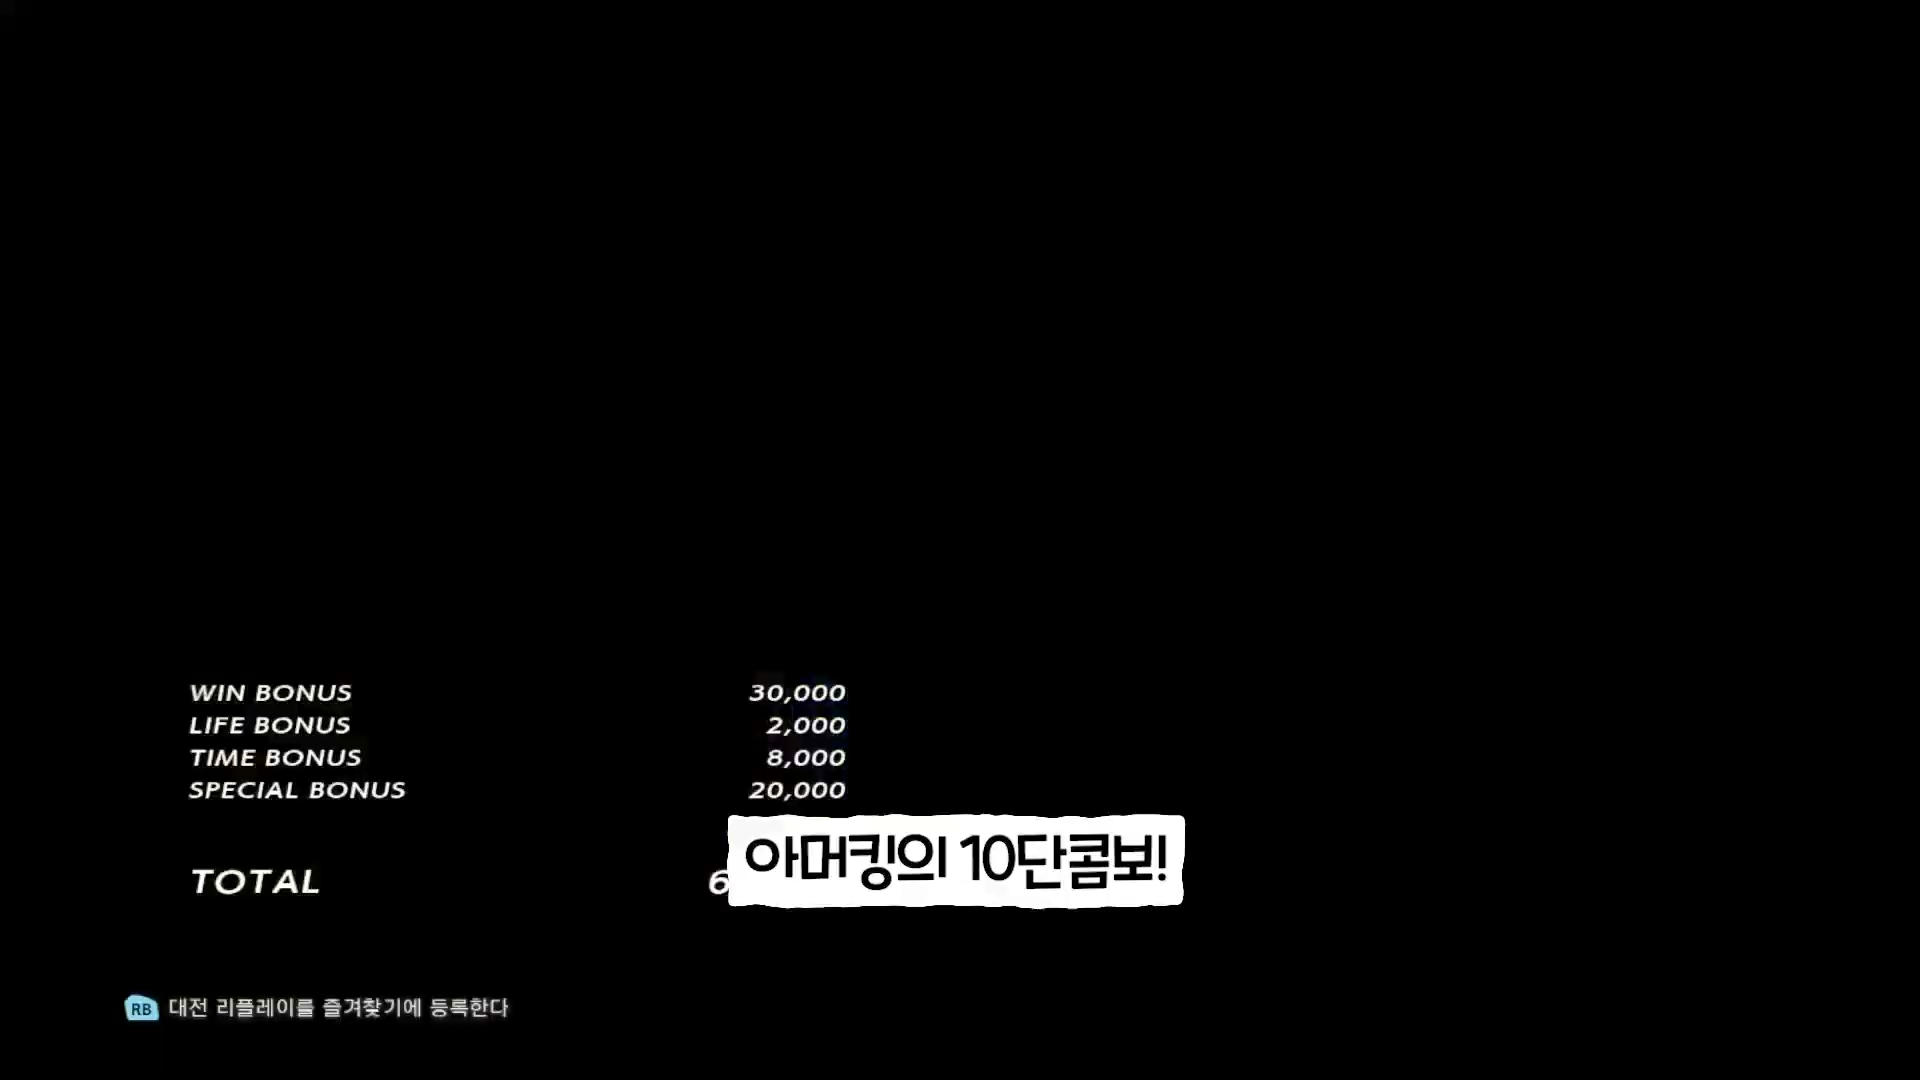 WIN BONUS 30,000
LIFE BONUS 2,000
TIME BONUS 8,000
SPECIAL BONUS 20,000
TOTAL 6
아머킹의 10단콤보!
RB 대전 리플레이를 즐겨찾기에 등록한다